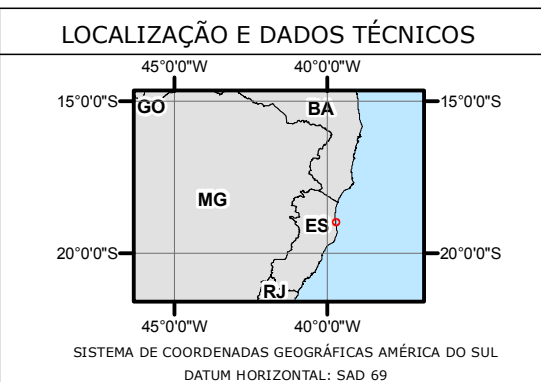 LOCALIZAÇÃO E DADOS TÉCNICOS
45°0'0"W 40°0'0"W
15°0'0"S GO BA 15°0'0"S
MG
ES
20°0'0"S 20°0'0"S
RJ
45°0'0"W 40°0'0"W
SISTEMA DE COORDENADAS GEOGRÁFICAS AMÉRICA DO SUL
DATUM HORIZONTAL: SAD 69